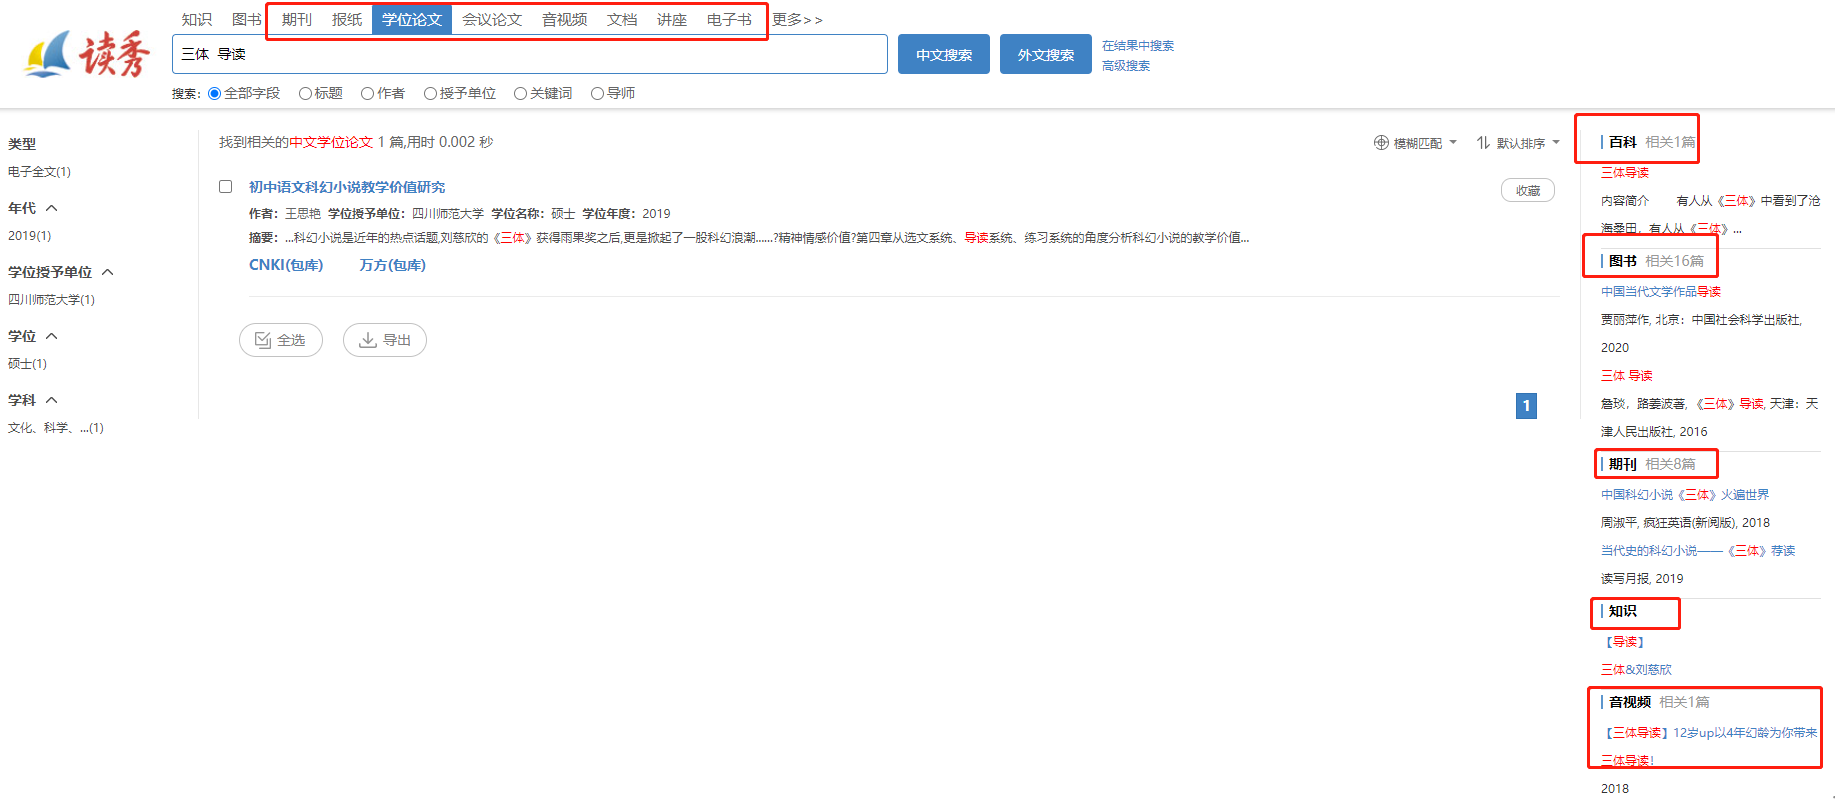 知识 图书 期刊 报纸 学位论文 会议论文 音视频 文档 讲座 电子书 更多>>
读秀
三体 导读
中文搜索
外文搜索
在结果中搜索
高级搜索
搜索: 全部字段 标题 作者 授予单位 关键词 导师
类型
电子全文(1)
年代
2019(1)
学位授予单位
四川师范大学(1)
学位
硕士(1)
学科
文化、科学、...(1)
找到相关的中文学位论文 1 篇,用时 0.002 秒
模糊匹配 默认排序
初中语文科幻小说教学价值研究
收藏
作者: 王思艳 学位授予单位: 四川师范大学 学位名称: 硕士 学位年度: 2019
摘要: ...科幻小说是近年的热点话题,刘慈欣的《三体》获得雨果奖之后,更是掀起了一股科幻浪潮......?精神情感价值?第四章从选文系统、导读系统、练习系统的角度分析科幻小说的教学价值...
CNKI(包库) 万方(包库)
全选 导出
1
百科 相关1篇
三体导读
内容简介 有人从《三体》中看到了沧
海桑田，有人从《三体》...
图书 相关16篇
中国当代文学作品导读
贾丽萍作, 北京：中国社会科学出版社,
2020
三体 导读
詹琰，路姜波著, 《三体》导读, 天津：天
津人民出版社, 2016
期刊 相关8篇
中国科幻小说《三体》火遍世界
周淑平, 疯狂英语(新阅版), 2018
当代史的科幻小说——《三体》荐读
读写月报, 2019
知识
【导读】
三体&刘慈欣
音视频 相关1篇
【三体导读】12岁up以4年幻龄为你带来
三体导读!
2018